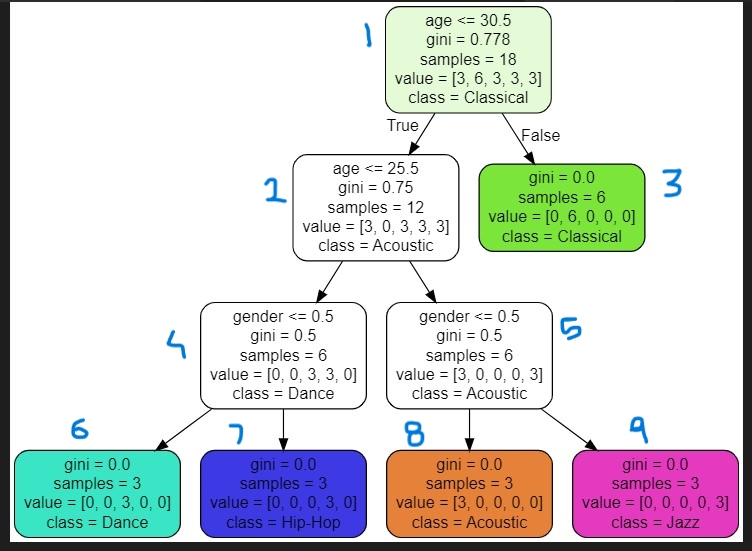 1
age <= 30.5
gini = 0.778
samples = 18
value = [3, 6, 3, 3, 3]
class = Classical
True
False
2
age <= 25.5
gini = 0.75
samples = 12
value = [3, 0, 3, 3, 3]
class = Acoustic
gini = 0.0
samples = 6
value = [0, 6, 0, 0, 0]
class = Classical
3
4
gender <= 0.5
gini = 0.5
samples = 6
value = [0, 0, 3, 3, 0]
class = Dance
gender <= 0.5
gini = 0.5
samples = 6
value = [3, 0, 0, 0, 3]
class = Acoustic
5
6
gini = 0.0
samples = 3
value = [0, 0, 3, 0, 0]
class = Dance
7
gini = 0.0
samples = 3
value = [0, 0, 0, 3, 0]
class = Hip-Hop
8
gini = 0.0
samples = 3
value = [3, 0, 0, 0, 0]
class = Acoustic
9
gini = 0.0
samples = 3
value = [0, 0, 0, 0, 3]
class = Jazz